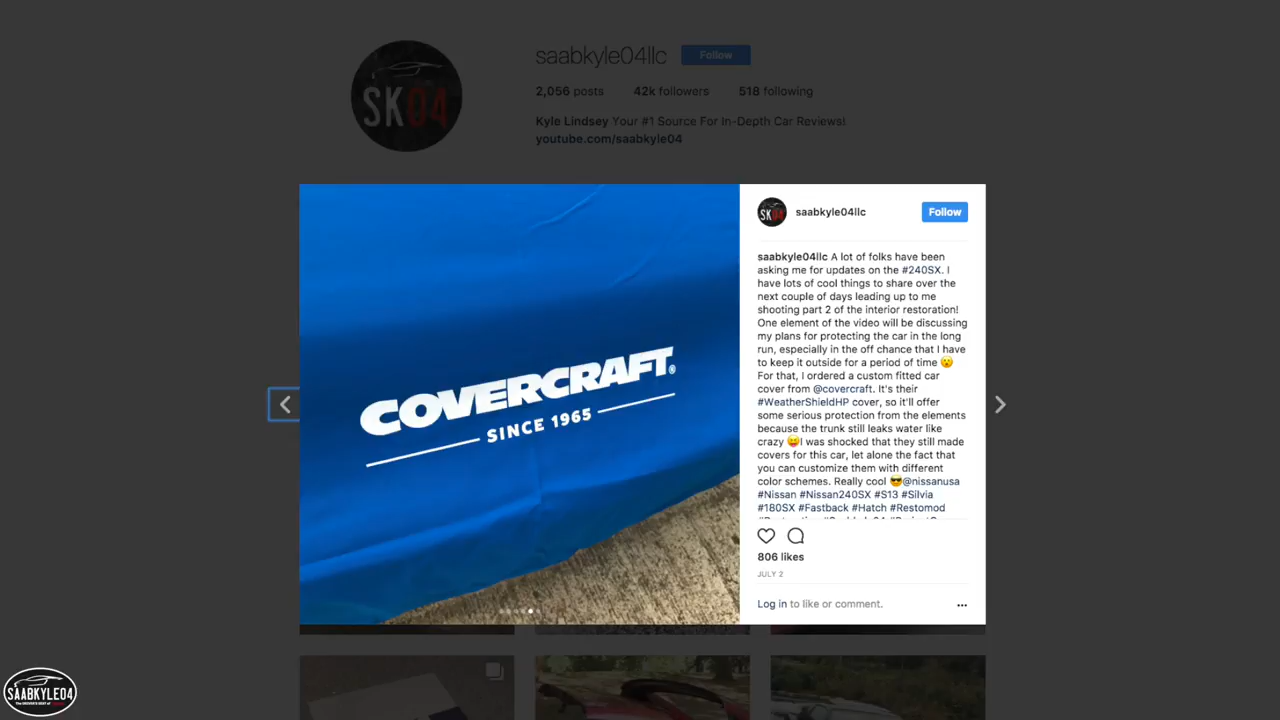 saabkyle04llc Follow
2,056 posts 42k followers 518 following
Kyle Lindsey Your #1 Source For In-Depth Car Reviews!
youtube.com/saabkyle04
SK04
COVERCRAFT®
SINCE 1965
SK04 saabkyle04llc Follow
saabkyle04llc A lot of folks have been
asking me for updates on the #240SX. I
have lots of cool things to share over the
next couple of days leading up to me
shooting part 2 of the interior restoration!
One element of the video will be discussing
my plans for protecting the car in the long
run, especially in the off chance that I have
to keep it outside for a period of time 😯
For that, I ordered a custom fitted car
cover from @covercraft. It's their
#WeatherShieldHP cover, so it'll offer
some serious protection from the elements
because the trunk still leaks water like
crazy 😝I was shocked that they still made
covers for this car, let alone the fact that
you can customize them with different
color schemes. Really cool 😎@nissanusa
#Nissan #Nissan240SX #S13 #Silvia
#180SX #Fastback #Hatch #Restomod
806 likes
JULY 2
Log in to like or comment.
SAABKYLE04